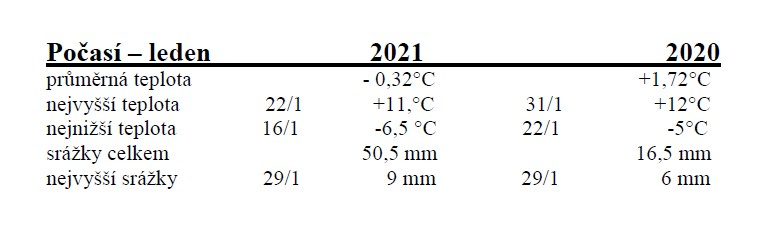 Počasí – leden 2021 2020
průměrná teplota - 0,32°C +1,72°C
nejvyšší teplota 22/1 +11,°C 31/1 +12°C
nejnižší teplota 16/1 -6,5 °C 22/1 -5°C
srážky celkem 50,5 mm 16,5 mm
nejvyšší srážky 29/1 9 mm 29/1 6 mm